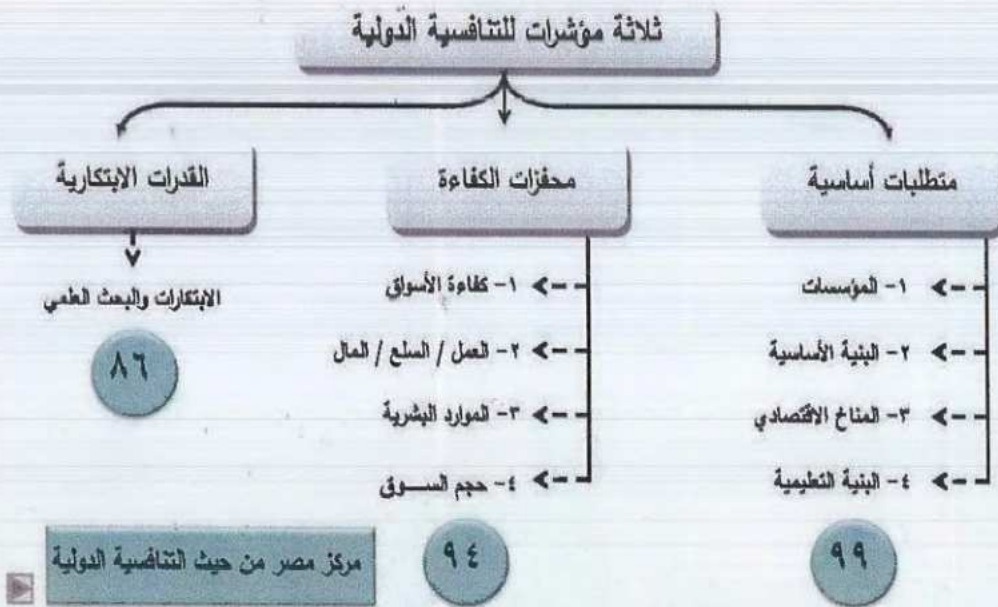 ثلاثة مؤشرات للتنافسية الدولية
متطلبات أساسية
١- المؤسسات
٢- البنية الأساسية
٣- المناخ الاقتصادي
٤- البنية التعليمية
٩٩
محفزات الكفاءة
١- كفاءة الأسواق
٢- العمل / السلع / المال
٣- الموارد البشرية
٤- حجم الســوق
٩٤
القدرات الابتكارية
الابتكارات والبحث العلمي
٨٦
مركز مصر من حيث التنافسية الدولية